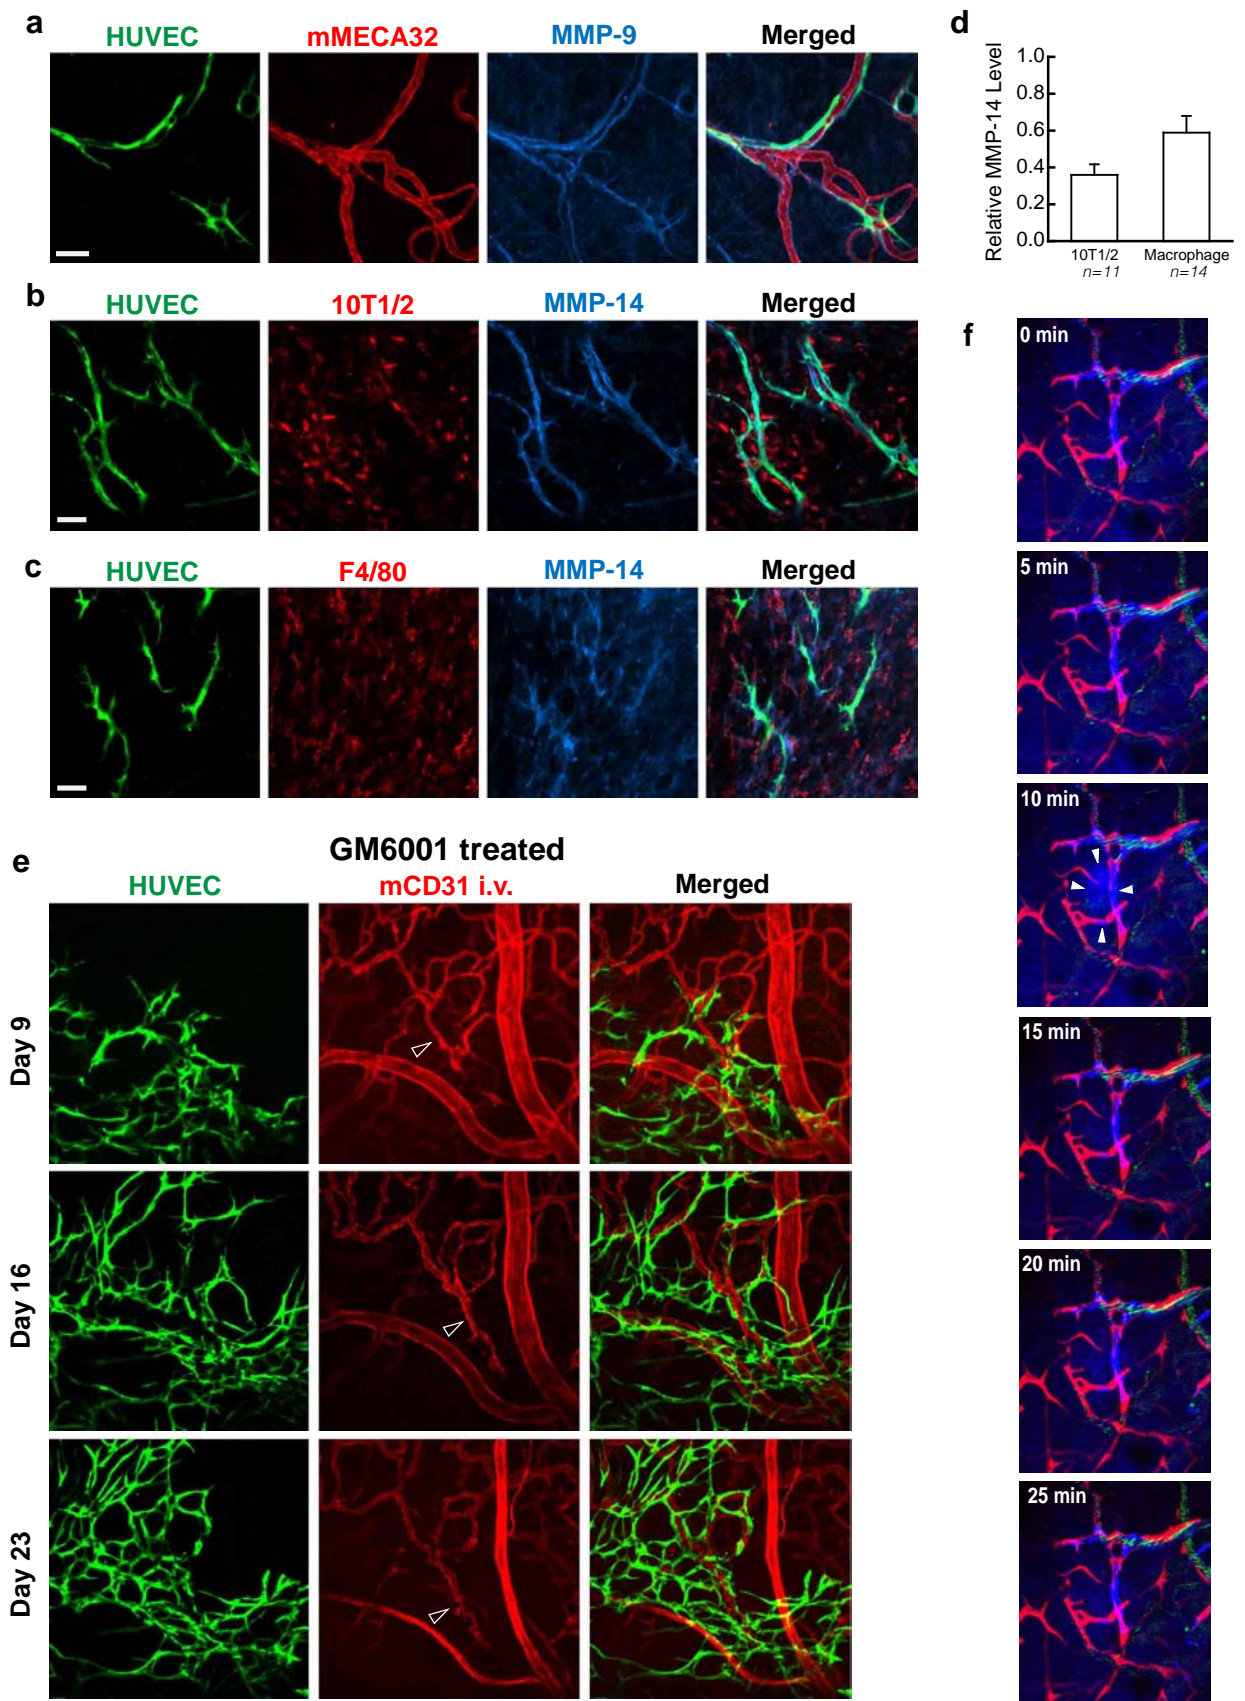 a
HUVEC mMECA32 MMP-9 Merged
b
HUVEC 10T1/2 MMP-14 Merged
c
HUVEC F4/80 MMP-14 Merged
d
Relative MMP-14 Level
1.0
0.8
0.6
0.4
0.2
0.0
10T1/2 Macrophage
n=11 n=14
e
GM6001 treated
HUVEC mCD31 i.v. Merged
Day 9
Day 16
Day 23
f
0 min
5 min
10 min
15 min
20 min
25 min